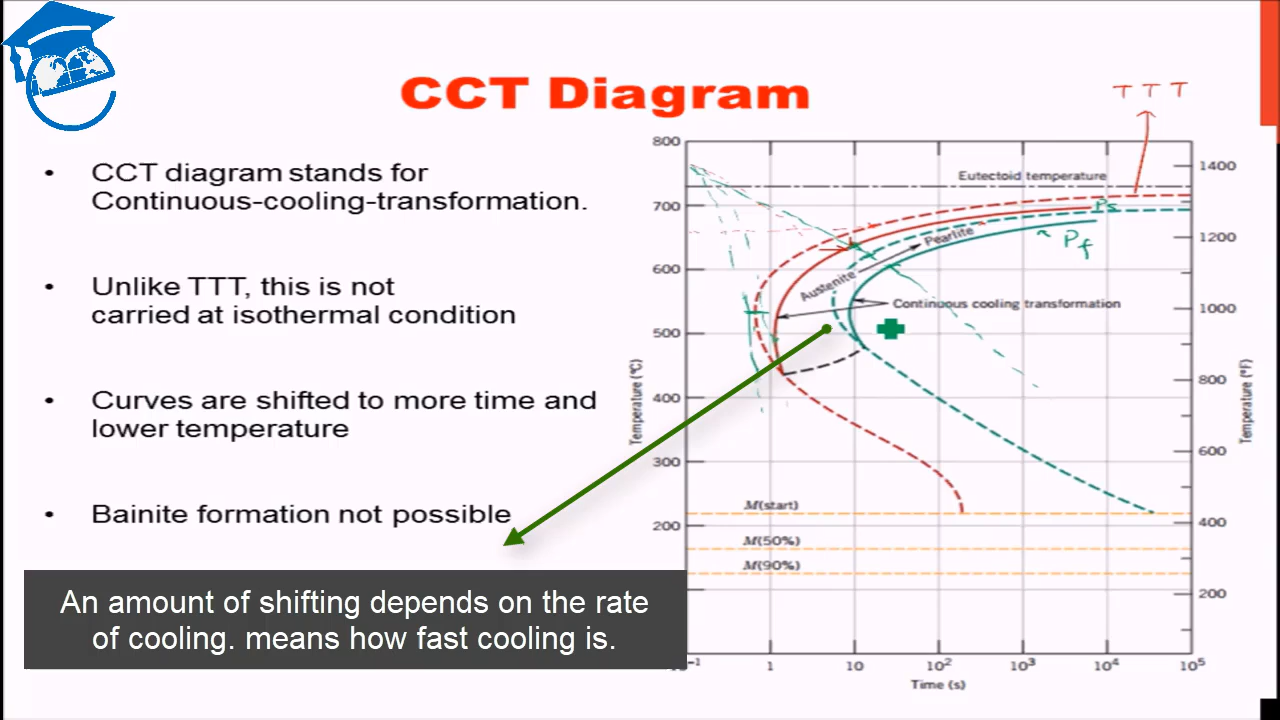 CCT Diagram
TTT
• CCT diagram stands for
Continuous-cooling-transformation.
• Unlike TTT, this is not
carried at isothermal condition
• Curves are shifted to more time and
lower temperature
• Bainite formation not possible
An amount of shifting depends on the rate
of cooling. means how fast cooling is.
800
700
600
500
400
300
200
Temperature (°C)
1400
1200
1000
800
600
400
200
Temperature (°F)
Eutectoid temperature
Ps
Pf
Pearlite
Austenite
Continuous cooling transformation
M(start)
M(50%)
M(90%)
-1
1
10
10²
10³
10⁴
10⁵
Time (s)